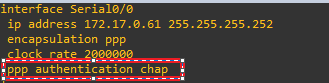 interface Serial0/0
ip address 172.17.0.61 255.255.255.252
encapsulation ppp
clock rate 2000000
ppp authentication chap